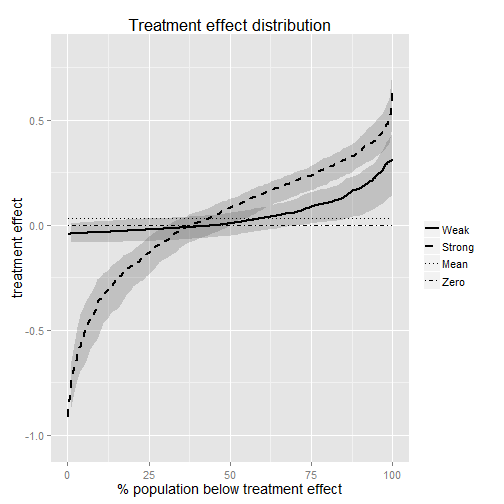 Treatment effect distribution
treatment effect
0.5
0.0
-0.5
-1.0
0
25
50
75
100
% population below treatment effect
Weak
Strong
Mean
Zero